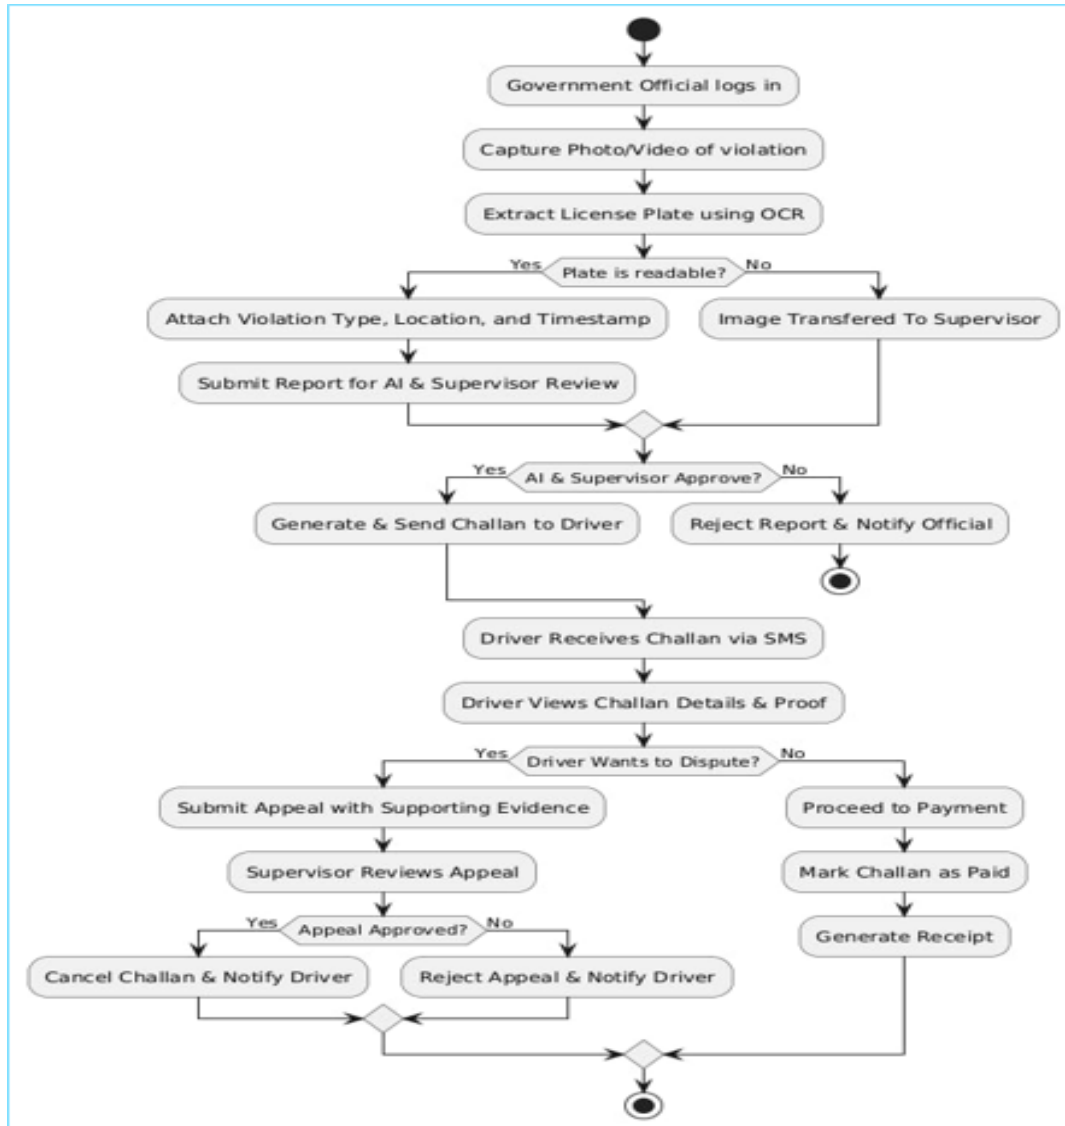 Government Official logs in
Capture Photo/Video of violation
Extract License Plate using OCR
Yes
Plate is readable?
No
Attach Violation Type, Location, and Timestamp
Image Transfered To Supervisor
Submit Report for AI & Supervisor Review
Yes
AI & Supervisor Approve?
No
Generate & Send Challan to Driver
Reject Report & Notify Official
Driver Receives Challan via SMS
Driver Views Challan Details & Proof
Yes
Driver Wants to Dispute?
No
Submit Appeal with Supporting Evidence
Proceed to Payment
Supervisor Reviews Appeal
Mark Challan as Paid
Yes
Appeal Approved?
No
Generate Receipt
Cancel Challan & Notify Driver
Reject Appeal & Notify Driver